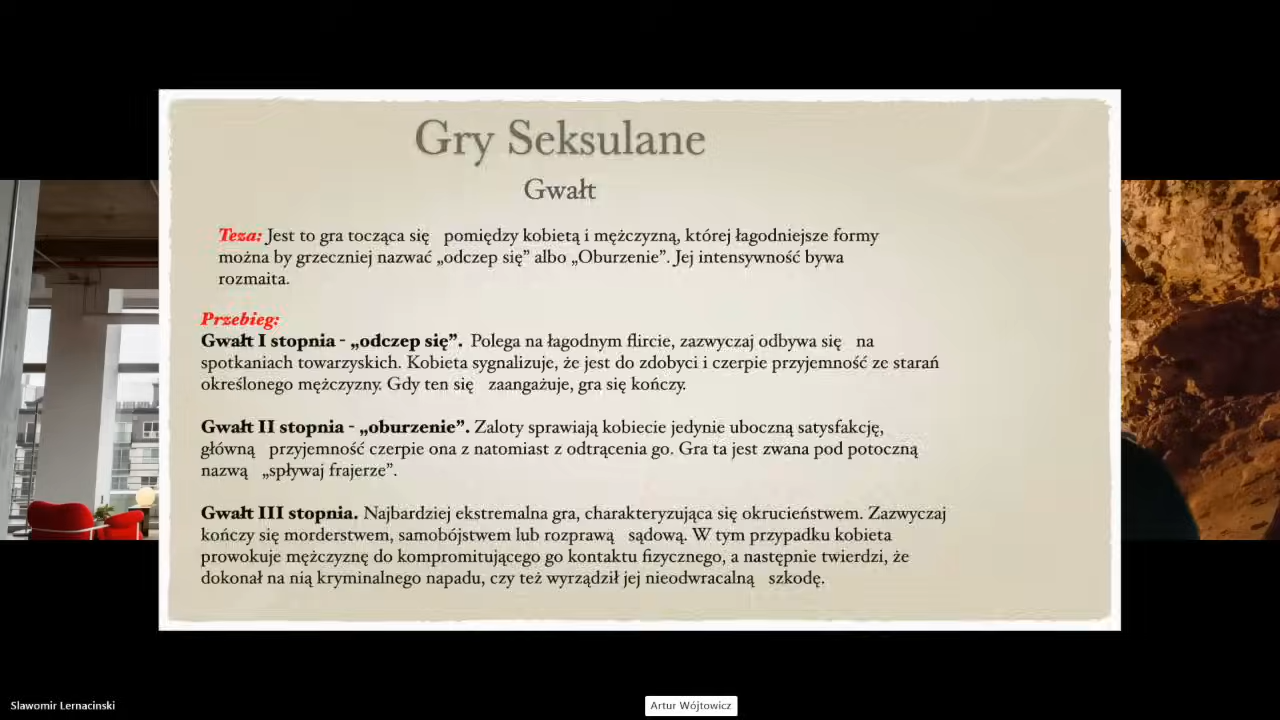 Gry Seksulane
Gwałt
Teza: Jest to gra tocząca się pomiędzy kobietą i mężczyzną, której łagodniejsze formy
można by grzeczniej nazwać „odczep się” albo „Oburzenie”. Jej intensywność bywa
rozmaita.
Przebieg:
Gwałt I stopnia - „odczep się”. Polega na łagodnym flircie, zazwyczaj odbywa się na
spotkaniach towarzyskich. Kobieta sygnalizuje, że jest do zdobyci i czerpie przyjemność ze starań
określonego mężczyzny. Gdy ten się zaangażuje, gra się kończy.
Gwałt II stopnia - „oburzenie”. Zaloty sprawiają kobiecie jedynie uboczną satysfakcję,
główną przyjemność czerpie ona z natomiast z odtrącenia go. Gra ta jest zwana pod potoczną
nazwą „spływaj frajerze”.
Gwałt III stopnia. Najbardziej ekstremalna gra, charakteryzująca się okrucieństwem. Zazwyczaj
kończy się morderstwem, samobójstwem lub rozprawą sądową. W tym przypadku kobieta
prowokuje mężczyznę do kompromitującego go kontaktu fizycznego, a następnie twierdzi, że
dokonał na nią kryminalnego napadu, czy też wyrządził jej nieodwracalną szkodę.
Slawomir Lernacinski
Artur Wójtowicz